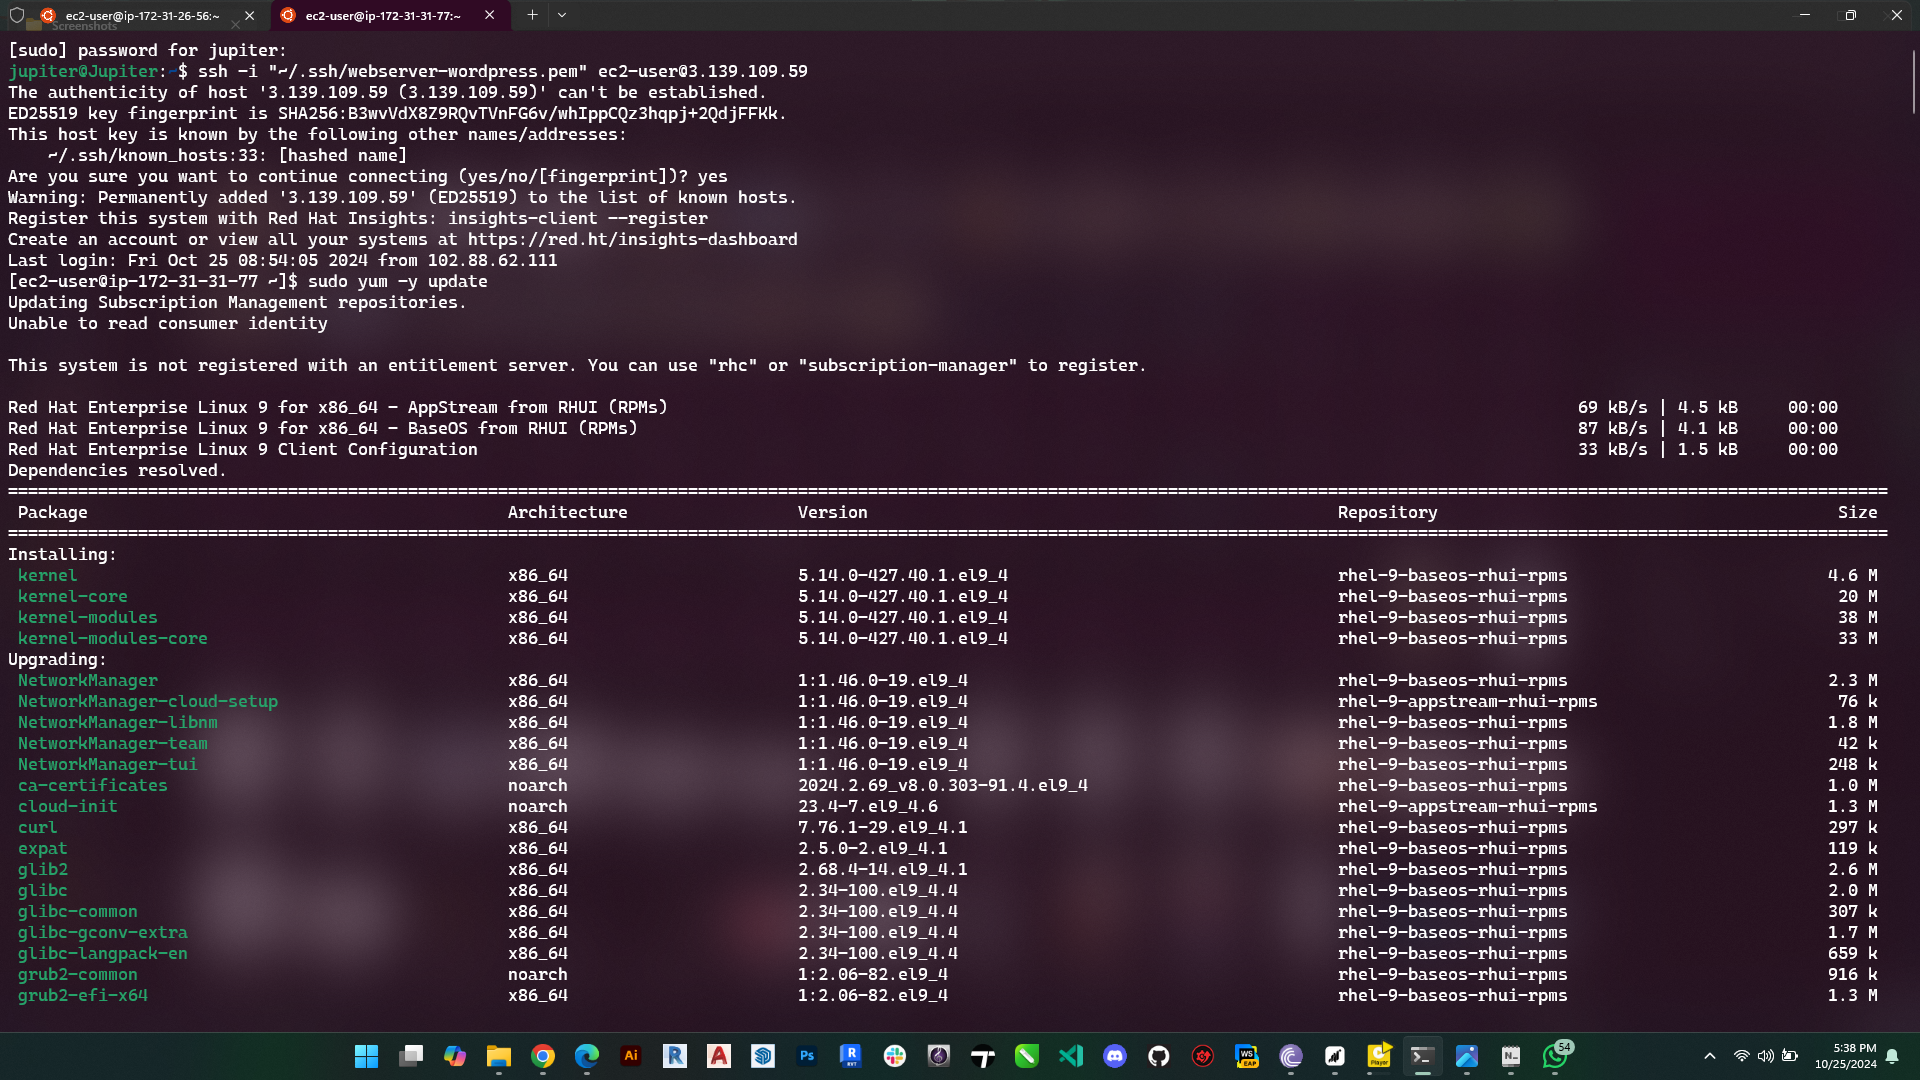 ec2-user@ip-172-31-26-56:~
ec2-user@ip-172-31-31-77:~
Screenshots
[sudo] password for jupiter:
jupiter@Jupiter:~$ ssh -i "~/.ssh/webserver-wordpress.pem" ec2-user@3.139.109.59
The authenticity of host '3.139.109.59 (3.139.109.59)' can't be established.
ED25519 key fingerprint is SHA256:B3wvVdX8Z9RQvTVnFG6v/whIppCQz3hqpj+2QdjFFKk.
This host key is known by the following other names/addresses:
    ~/.ssh/known_hosts:33: [hashed name]
Are you sure you want to continue connecting (yes/no/[fingerprint])? yes
Warning: Permanently added '3.139.109.59' (ED25519) to the list of known hosts.
Register this system with Red Hat Insights: insights-client --register
Create an account or view all your systems at https://red.ht/insights-dashboard
Last login: Fri Oct 25 08:54:05 2024 from 102.88.62.111
[ec2-user@ip-172-31-31-77 ~]$ sudo yum -y update
Updating Subscription Management repositories.
Unable to read consumer identity
This system is not registered with an entitlement server. You can use "rhc" or "subscription-manager" to register.
Red Hat Enterprise Linux 9 for x86_64 - AppStream from RHUI (RPMs) 69 kB/s | 4.5 kB 00:00
Red Hat Enterprise Linux 9 for x86_64 - BaseOS from RHUI (RPMs) 87 kB/s | 4.1 kB 00:00
Red Hat Enterprise Linux 9 Client Configuration 33 kB/s | 1.5 kB 00:00
Dependencies resolved.
Package Architecture Version Repository Size
Installing:
kernel x86_64 5.14.0-427.40.1.el9_4 rhel-9-baseos-rhui-rpms 4.6 M
kernel-core x86_64 5.14.0-427.40.1.el9_4 rhel-9-baseos-rhui-rpms 20 M
kernel-modules x86_64 5.14.0-427.40.1.el9_4 rhel-9-baseos-rhui-rpms 38 M
kernel-modules-core x86_64 5.14.0-427.40.1.el9_4 rhel-9-baseos-rhui-rpms 33 M
Upgrading:
NetworkManager x86_64 1:1.46.0-19.el9_4 rhel-9-baseos-rhui-rpms 2.3 M
NetworkManager-cloud-setup x86_64 1:1.46.0-19.el9_4 rhel-9-appstream-rhui-rpms 76 k
NetworkManager-libnm x86_64 1:1.46.0-19.el9_4 rhel-9-baseos-rhui-rpms 1.8 M
NetworkManager-team x86_64 1:1.46.0-19.el9_4 rhel-9-baseos-rhui-rpms 42 k
NetworkManager-tui x86_64 1:1.46.0-19.el9_4 rhel-9-baseos-rhui-rpms 248 k
ca-certificates noarch 2024.2.69_v8.0.303-91.4.el9_4 rhel-9-baseos-rhui-rpms 1.0 M
cloud-init noarch 23.4-7.el9_4.6 rhel-9-appstream-rhui-rpms 1.3 M
curl x86_64 7.76.1-29.el9_4.1 rhel-9-baseos-rhui-rpms 297 k
expat x86_64 2.5.0-2.el9_4.1 rhel-9-baseos-rhui-rpms 119 k
glib2 x86_64 2.68.4-14.el9_4.1 rhel-9-baseos-rhui-rpms 2.6 M
glibc x86_64 2.34-100.el9_4.4 rhel-9-baseos-rhui-rpms 2.0 M
glibc-common x86_64 2.34-100.el9_4.4 rhel-9-baseos-rhui-rpms 307 k
glibc-gconv-extra x86_64 2.34-100.el9_4.4 rhel-9-baseos-rhui-rpms 1.7 M
glibc-langpack-en x86_64 2.34-100.el9_4.4 rhel-9-baseos-rhui-rpms 659 k
grub2-common noarch 1:2.06-82.el9_4 rhel-9-baseos-rhui-rpms 916 k
grub2-efi-x64 x86_64 1:2.06-82.el9_4 rhel-9-baseos-rhui-rpms 1.3 M
Ai R A Ps R RVT WS EAP Player N 54
5:38 PM
10/25/2024